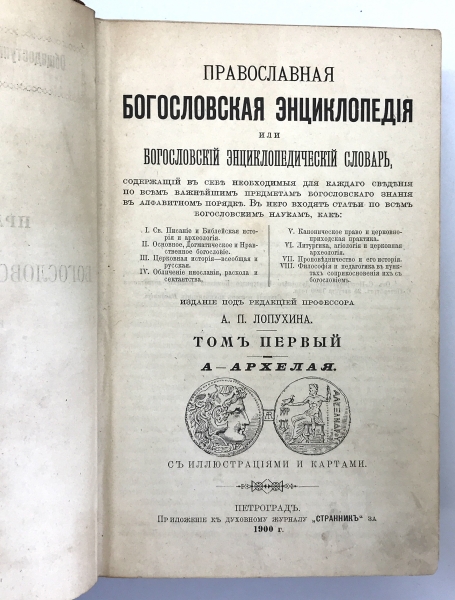 ПРАВОСЛАВНАЯ
БОГОСЛОВСКАЯ ЭНЦИКЛОПЕДІЯ
ИЛИ
БОГОСЛОВСКІЙ ЭНЦИКЛОПЕДИЧЕСКІЙ СЛОВАРЬ,
СОДЕРЖАЩІЙ ВЪ СЕБѢ НЕОБХОДИМЫЯ ДЛЯ КАЖДАГО СВѢДѢНІЯ
ПО ВСѢМЪ ВАЖНѢЙШИМЪ ПРЕДМЕТАМЪ БОГОСЛОВСКАГО ЗНАНІЯ
ВЪ АЛФАВИТНОМЪ ПОРЯДКѢ. ВЪ НЕГО ВХОДЯТЪ СТАТЬИ ПО ВСѢМЪ
БОГОСЛОВСКИМЪ НАУКАМЪ, КАКЪ:
I. Св. Писаніе и Библейская исто-
рія и археологія.
II. Основное, Догматическое и Нрав-
ственное богословіе.
III. Церковная исторія—всеобщая и
русская.
IV. Обличеніе инославія, раскола и
сектантства.
V. Каноническое право и церковно-
приходская практика.
VI. Литургика, агіологія и церковная
археологія.
VII. Проповѣдничество и его исторія.
VIII. Философія и педагогика въ пунк-
тахъ соприкосновенія ихъ съ
богословіемъ.
ИЗДАНІЕ ПОДЪ РЕДАКЦІЕЙ ПРОФЕССОРА
А. П. ЛОПУХИНА.
ТОМЪ ПЕРВЫЙ
А—АРХЕЛАЯ.
СЪ ИЛЛЮСТРАЦІЯМИ И КАРТАМИ.
ПЕТРОГРАДЪ.
Приложеніе къ духовному журналу „СТРАННИКЪ“ за
1900 г.